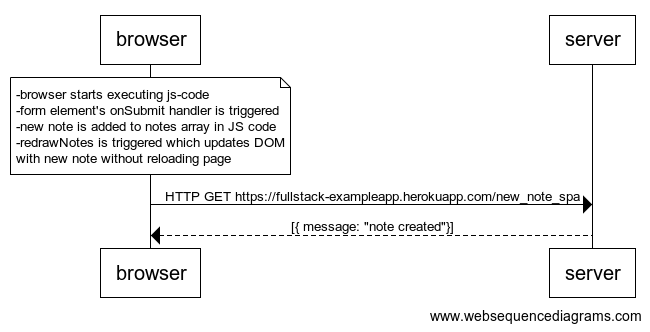 browser
server
-browser starts executing js-code
-form element's onSubmit handler is triggered
-new note is added to notes array in JS code
-redrawNotes is triggered which updates DOM
with new note without reloading page
HTTP GET https://fullstack-exampleapp.herokuapp.com/new_note_spa
[{ message: "note created"}]
browser
server
www.websequencediagrams.com